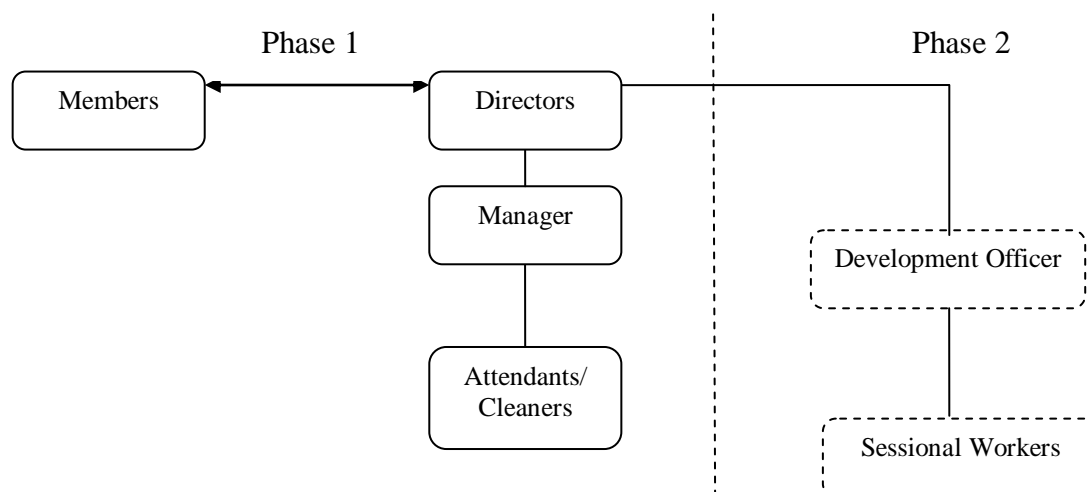 Phase 1
Phase 2
Members
Directors
Manager
Development Officer
Attendants/
Cleaners
Sessional Workers